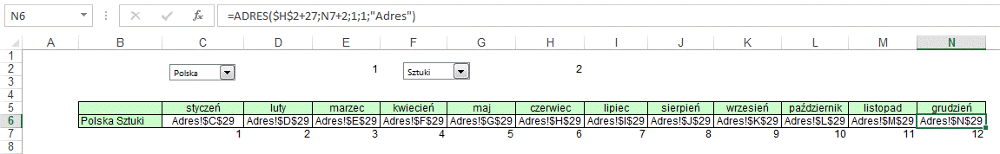 N6 fx =ADRES($H$2+27;N7+2;1;1;"Adres")
A B C D E F G H I J K L M N
1
2 Polska 1 Sztuki 2
3
4
5 styczeń luty marzec kwiecień maj czerwiec lipiec sierpień wrzesień październik listopad grudzień
6 Polska Sztuki Adres!$C$29 Adres!$D$29 Adres!$E$29 Adres!$F$29 Adres!$G$29 Adres!$H$29 Adres!$I$29 Adres!$J$29 Adres!$K$29 Adres!$L$29 Adres!$M$29 Adres!$N$29
7 1 2 3 4 5 6 7 8 9 10 11 12
8